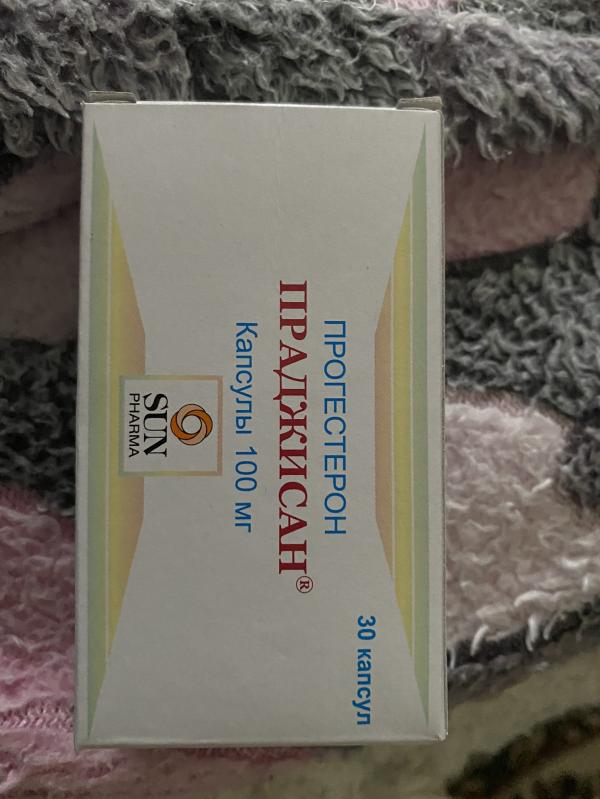 30 капсул
ПРОГЕСТЕРОН
ПРАДЖИСАН®
Капсулы 100 мг
SUN
PHARMA